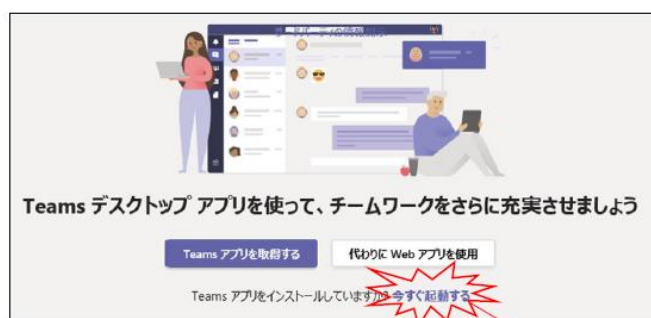 Teams デスクトップ アプリを使って、チームワークをさらに充実させましょう
Teams アプリを取得する
代わりに Web アプリを使用
Teams アプリをインストールしていますか? 今すぐ起動する